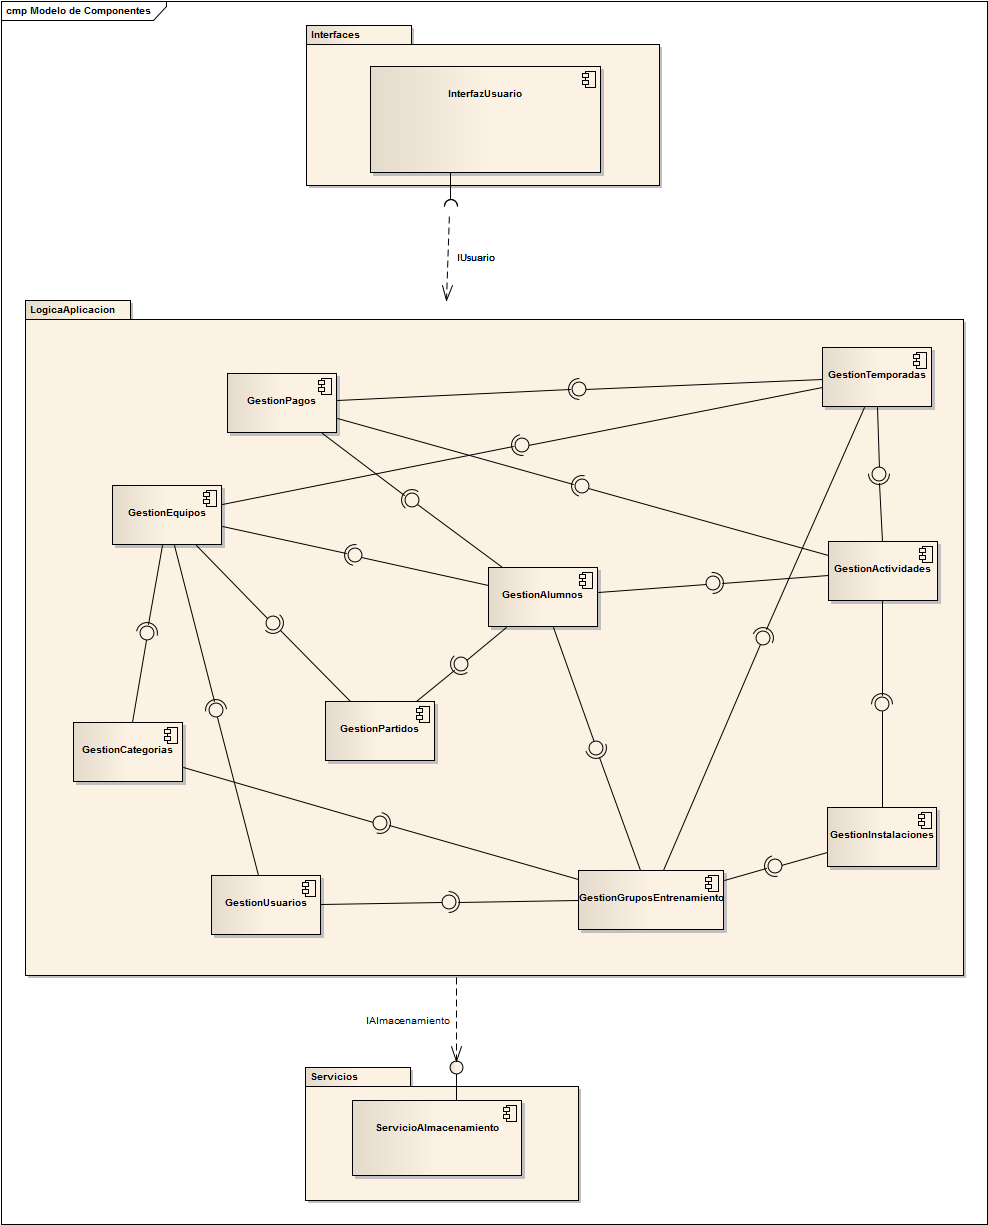 cmp Modelo de Componentes
Interfaces
InterfazUsuario
IUsuario
LogicaAplicacion
GestionTemporadas
GestionPagos
GestionEquipos
GestionActividades
GestionAlumnos
GestionPartidos
GestionCategorias
GestionInstalaciones
GestionUsuarios
GestionGruposEntrenamiento
IAlmacenamiento
Servicios
ServicioAlmacenamiento